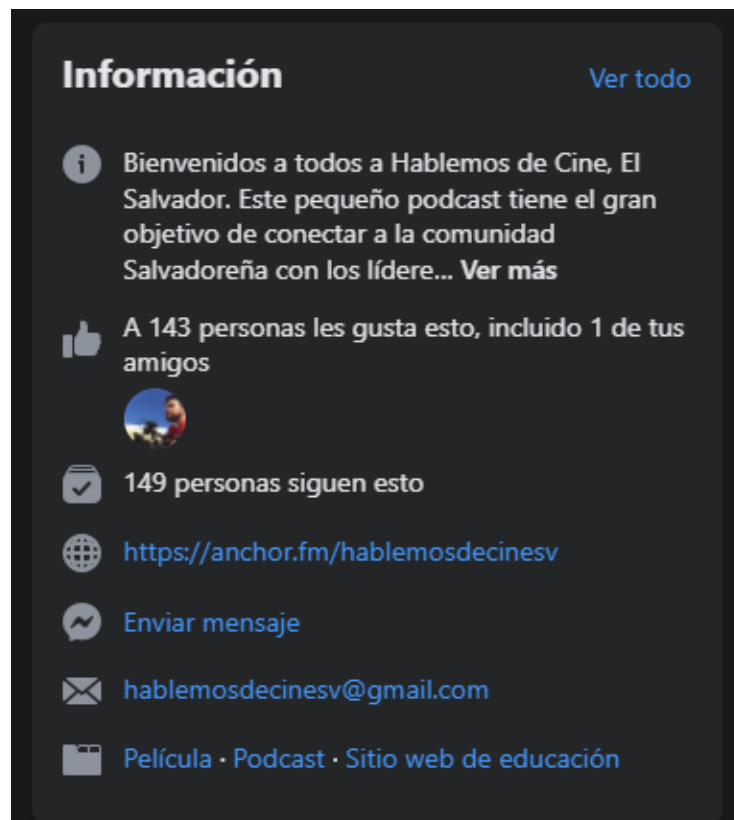 Información
Ver todo
Bienvenidos a todos a Hablemos de Cine, El
Salvador. Este pequeño podcast tiene el gran
objetivo de conectar a la comunidad
Salvadoreña con los lídere... Ver más
A 143 personas les gusta esto, incluido 1 de tus
amigos
149 personas siguen esto
https://anchor.fm/hablemosdecinesv
Enviar mensaje
hablemosdecinesv@gmail.com
Película · Podcast · Sitio web de educación